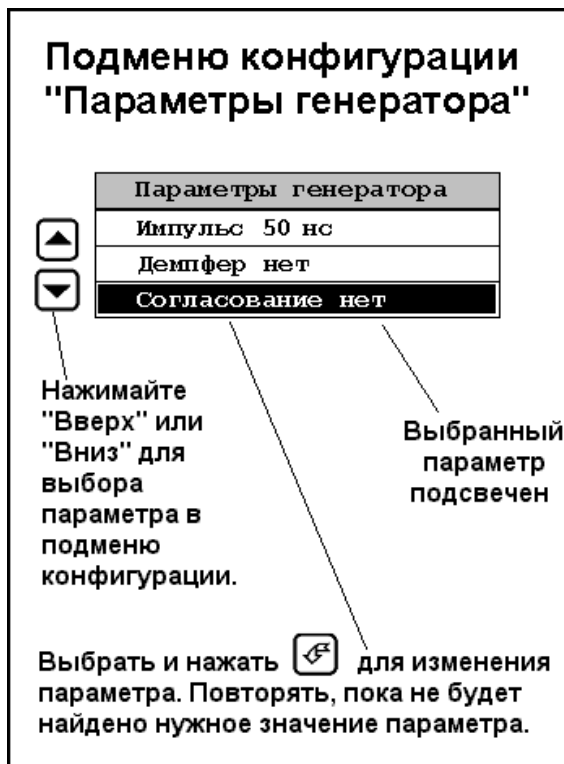 Подменю конфигурации
"Параметры генератора"
Параметры генератора
Импульс 50 нс
Демпфер нет
Согласование нет
Нажимайте
"Вверх" или
"Вниз" для
выбора
параметра в
подменю
конфигурации.
Выбранный
параметр
подсвечен
Выбрать и нажать для изменения
параметра. Повторять, пока не будет
найдено нужное значение параметра.